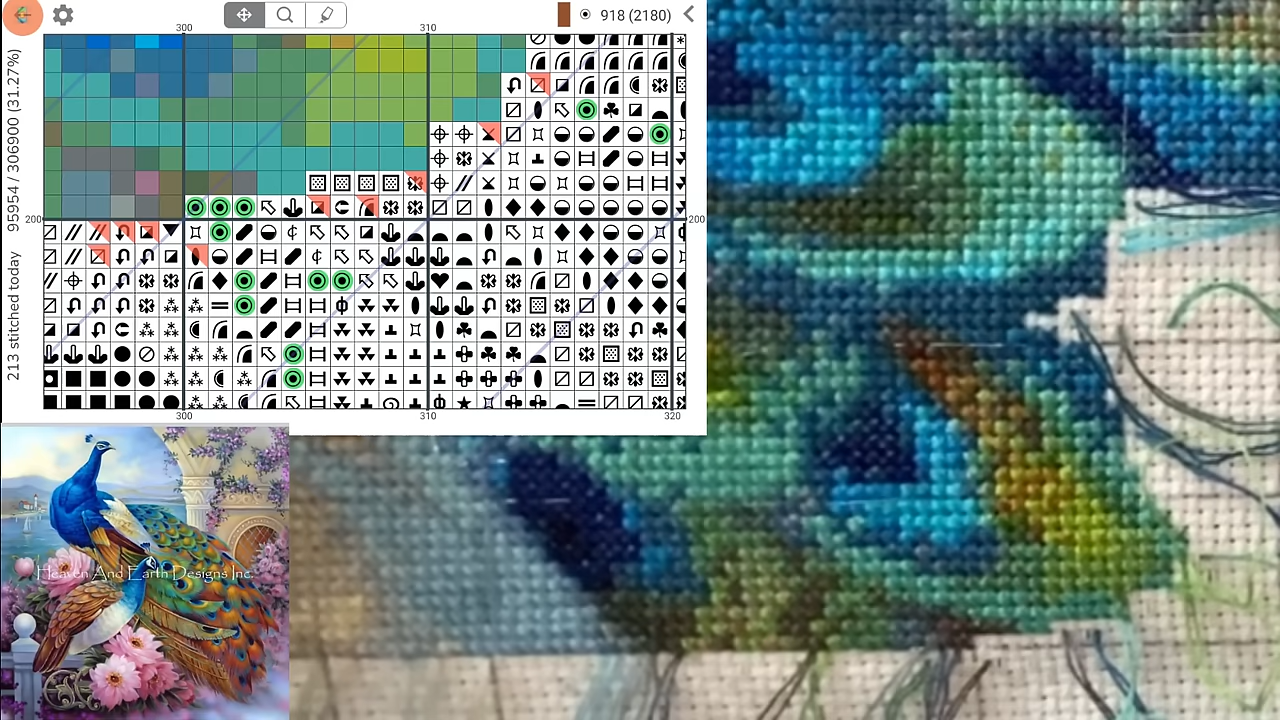 918 (2180)
300 310
200 200
213 stitched today 95954 / 306900 (31.27%)
300 310 320
Heaven And Earth Designs Inc.